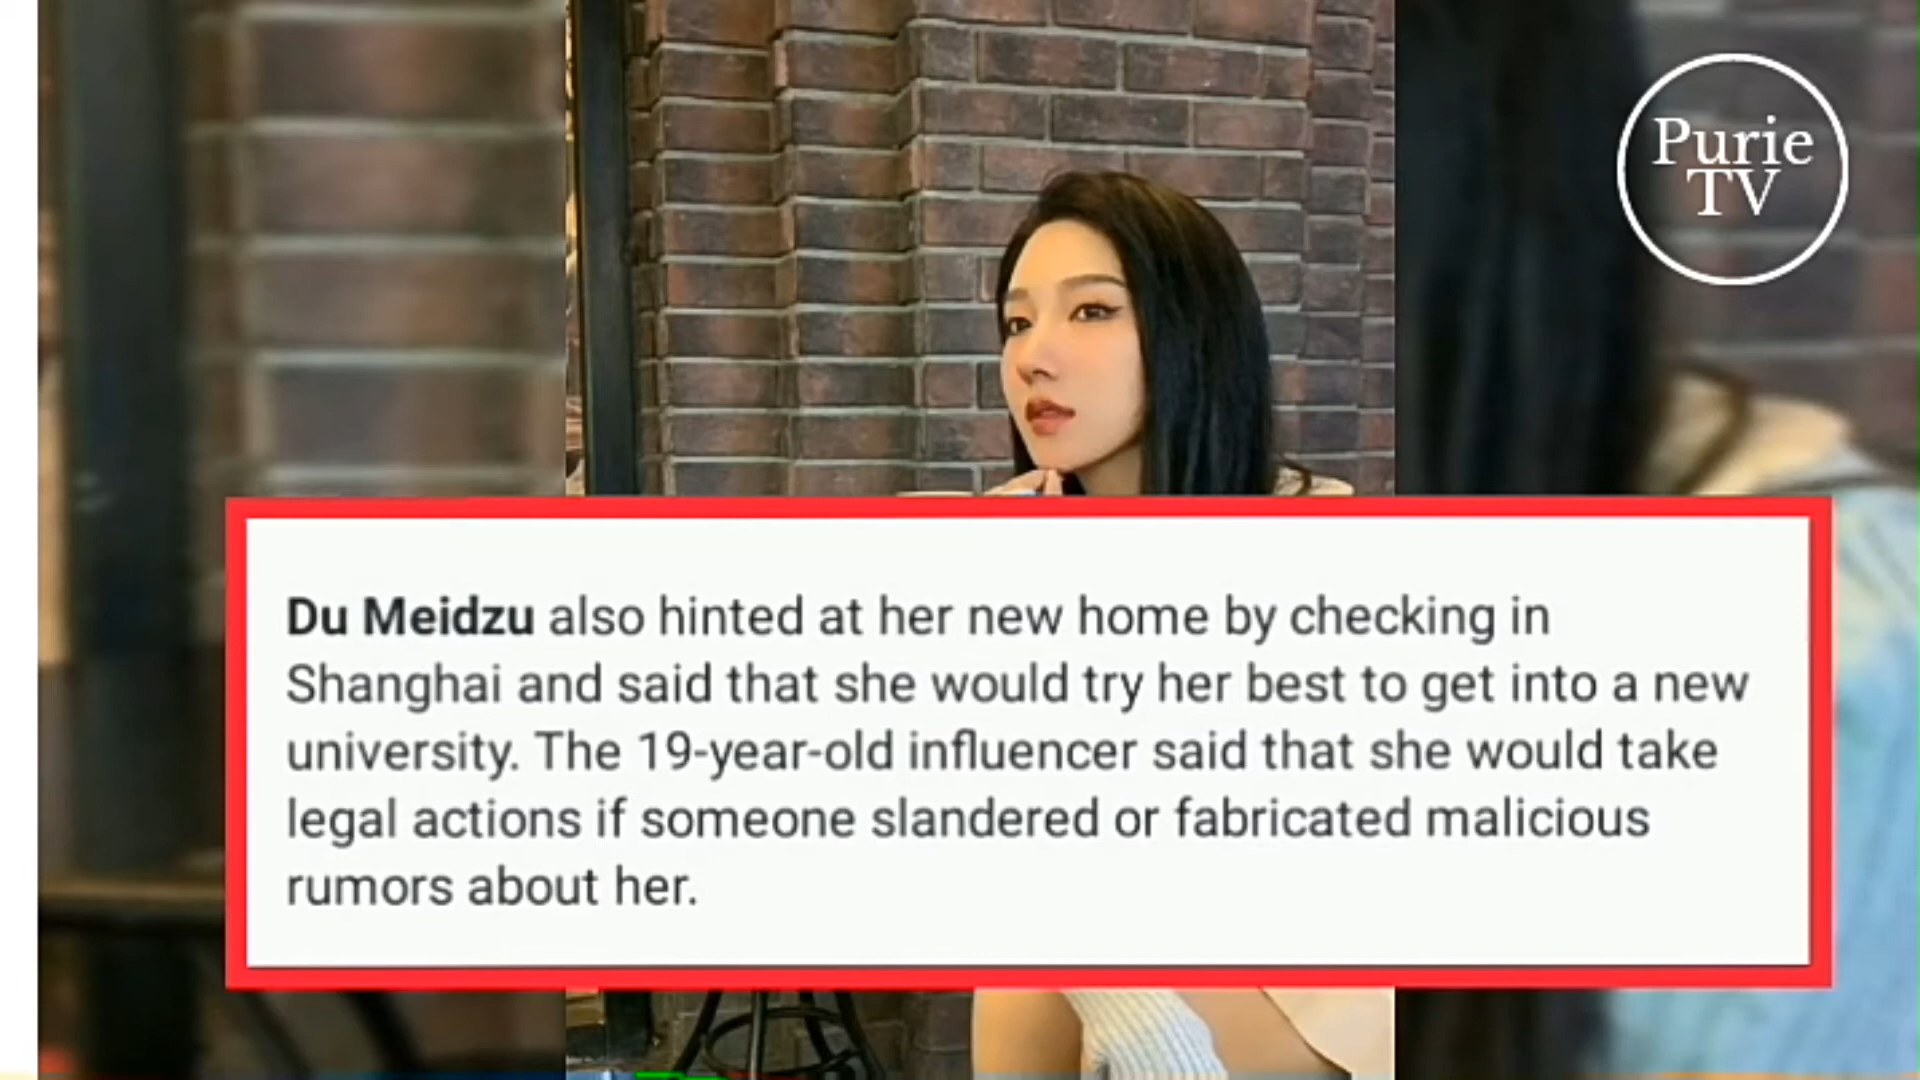 Purie
TV
Du Meidzu also hinted at her new home by checking in
Shanghai and said that she would try her best to get into a new
university. The 19-year-old influencer said that she would take
legal actions if someone slandered or fabricated malicious
rumors about her.